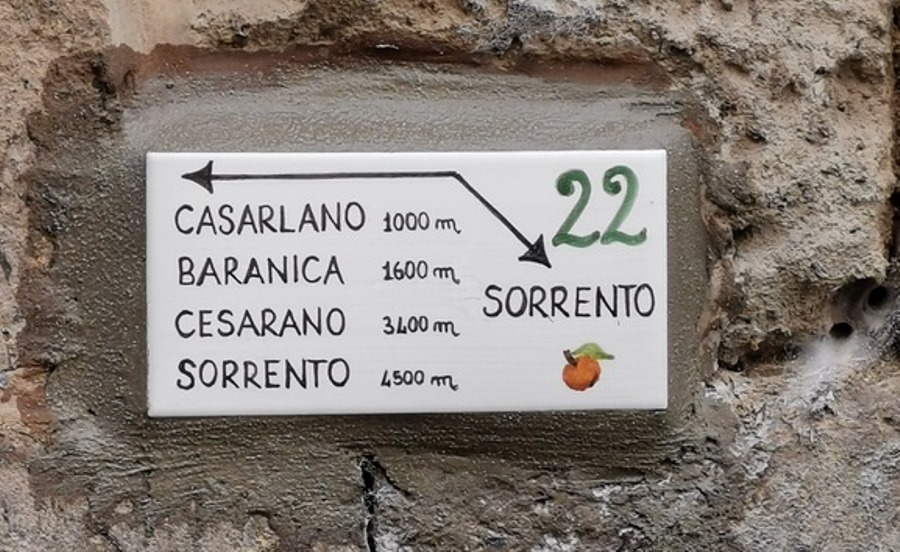 22
CASARLANO 1000 m
BARANICA 1600 m
CESARANO 3400 m
SORRENTO 4500 m
SORRENTO